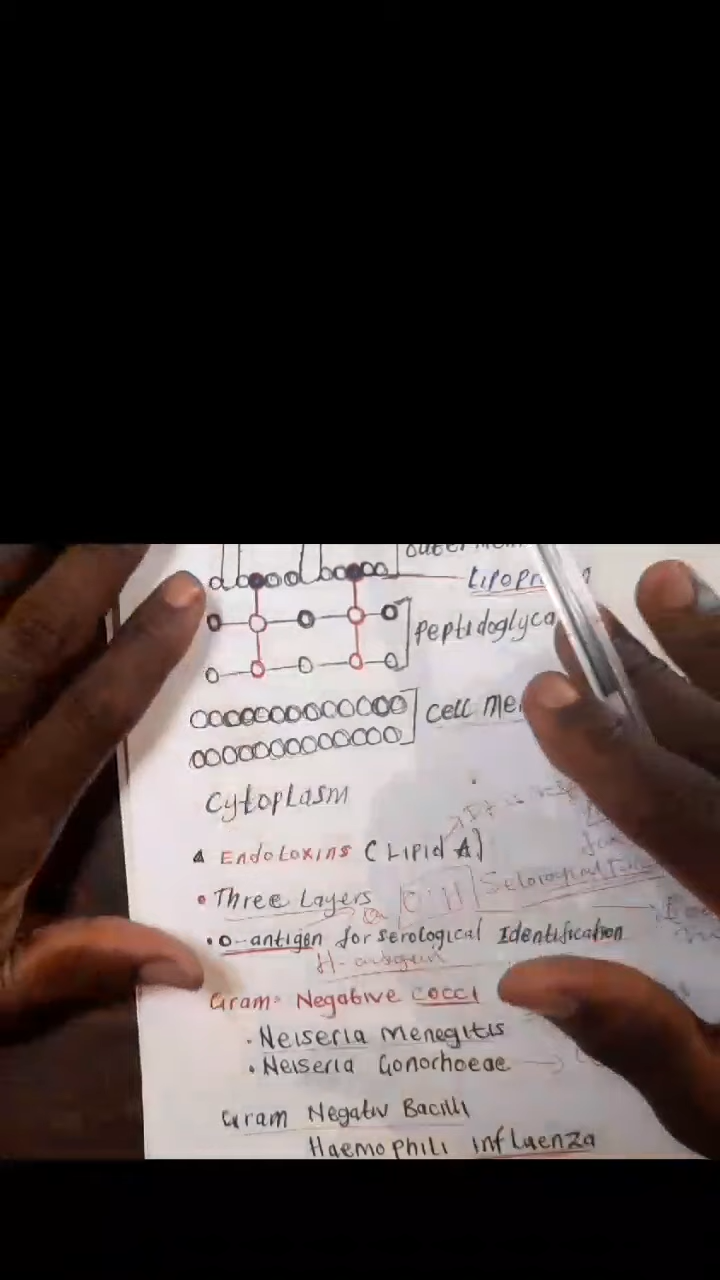 Lipopr
Peptidoglyca
cell me
Cytoplasm
Endotoxins (Lipid A)
Three Layers
O-antigen for serological Identification
H-antigen
Gram- Negative cocci
Neiseria Menegitis
Neiseria Gonorhoeae
Gram Negativ Bacilli
Haemophili influenza